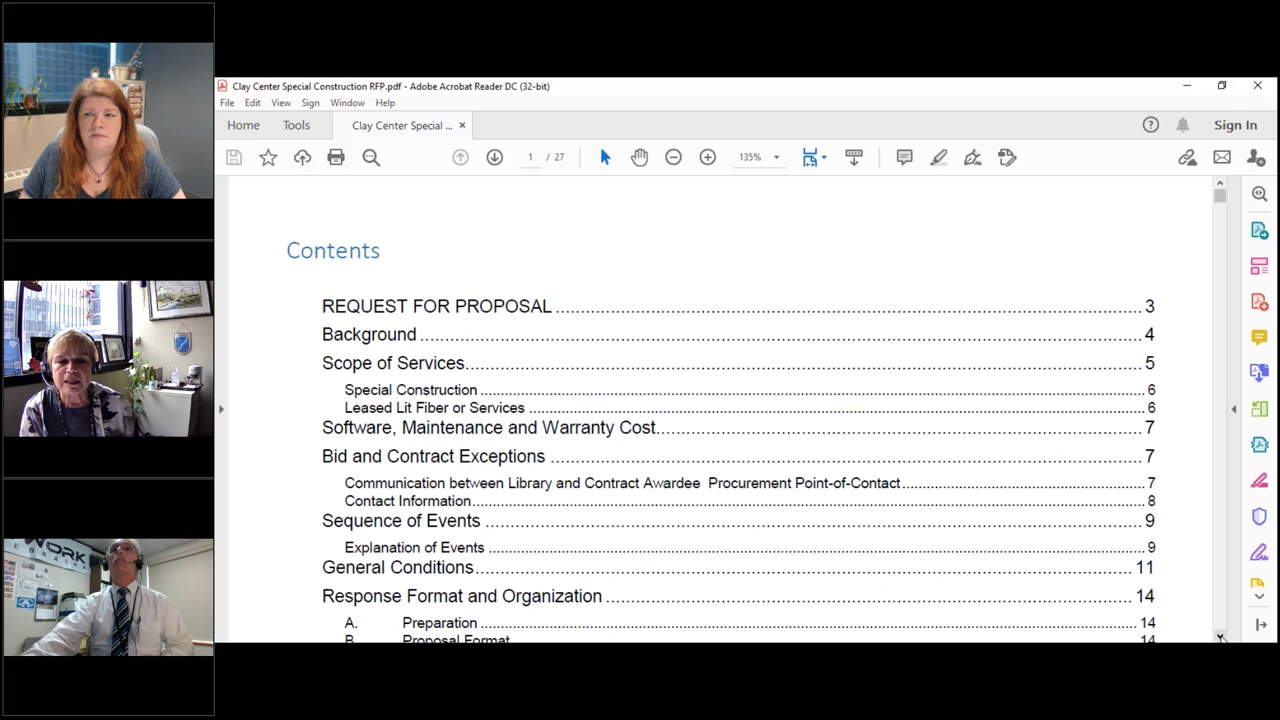 Clay Center Special Construction RFP.pdf - Adobe Acrobat Reader DC (32-bit)
File Edit View Sign Window Help
Home Tools Clay Center Special ... × Sign In
1 / 27 135%
Contents
REQUEST FOR PROPOSAL 3
Background 4
Scope of Services 5
Special Construction 6
Leased Lit Fiber or Services 6
Software, Maintenance and Warranty Cost 7
Bid and Contract Exceptions 7
Communication between Library and Contract Awardee Procurement Point-of-Contact 7
Contact Information 8
Sequence of Events 9
Explanation of Events 9
General Conditions 11
Response Format and Organization 14
A. Preparation 14
B. Proposal Format 14
WORK